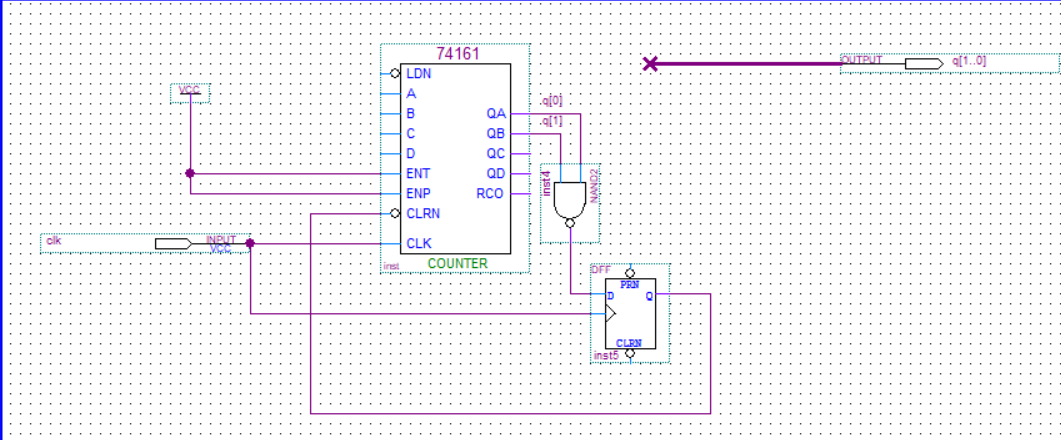 74161
LDN
A
B
C
D
ENT
ENP
CLRN
CLK
QA
QB
QC
QD
RCO
inst
COUNTER
VCC
clk
INPUT
VCC
q[0]
q[1]
inst4
NAND2
DFF
PRN
D
Q
CLRN
inst5
OUTPUT
q[1..0]